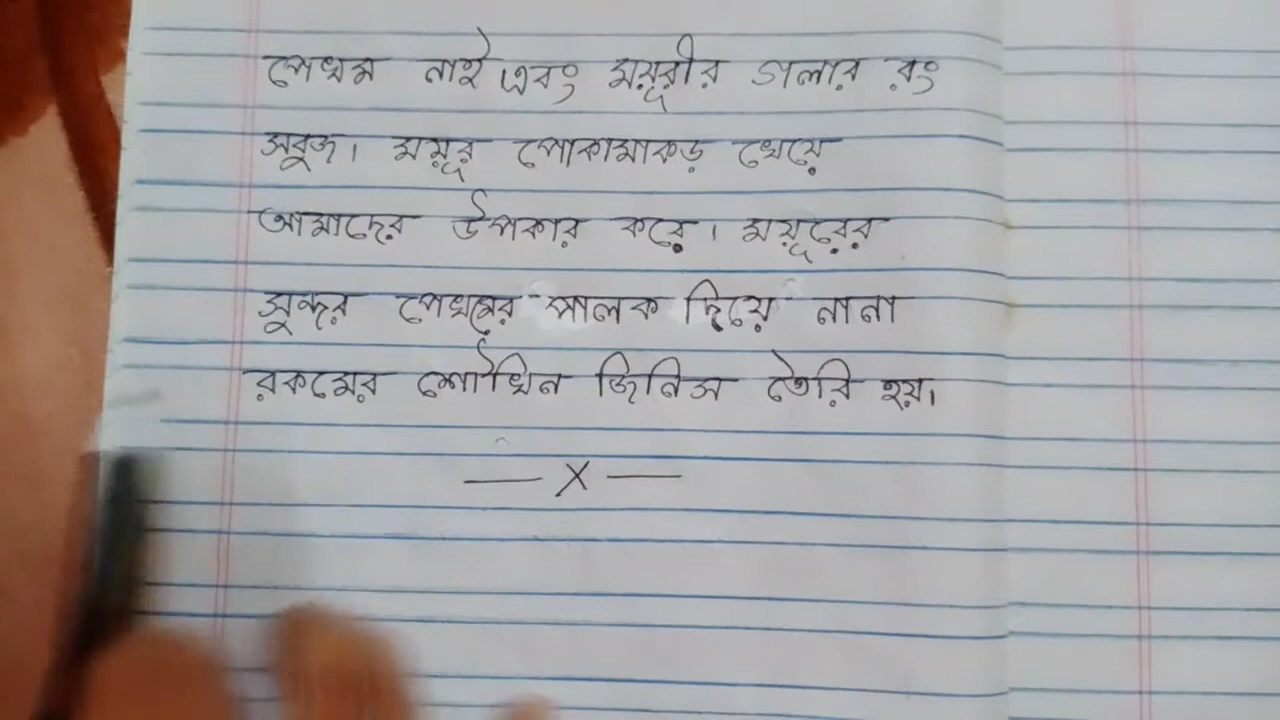 পেখম নাই এবং ময়ূরীর গলার রং
সবুজ। ময়ূর পোকামাকড় খেয়ে
আমাদের উপকার করে। ময়ূরের
সুন্দর পেখমের পালক দিয়ে নানা
রকমের শৌখিন জিনিস তৈরি হয়।
— X —